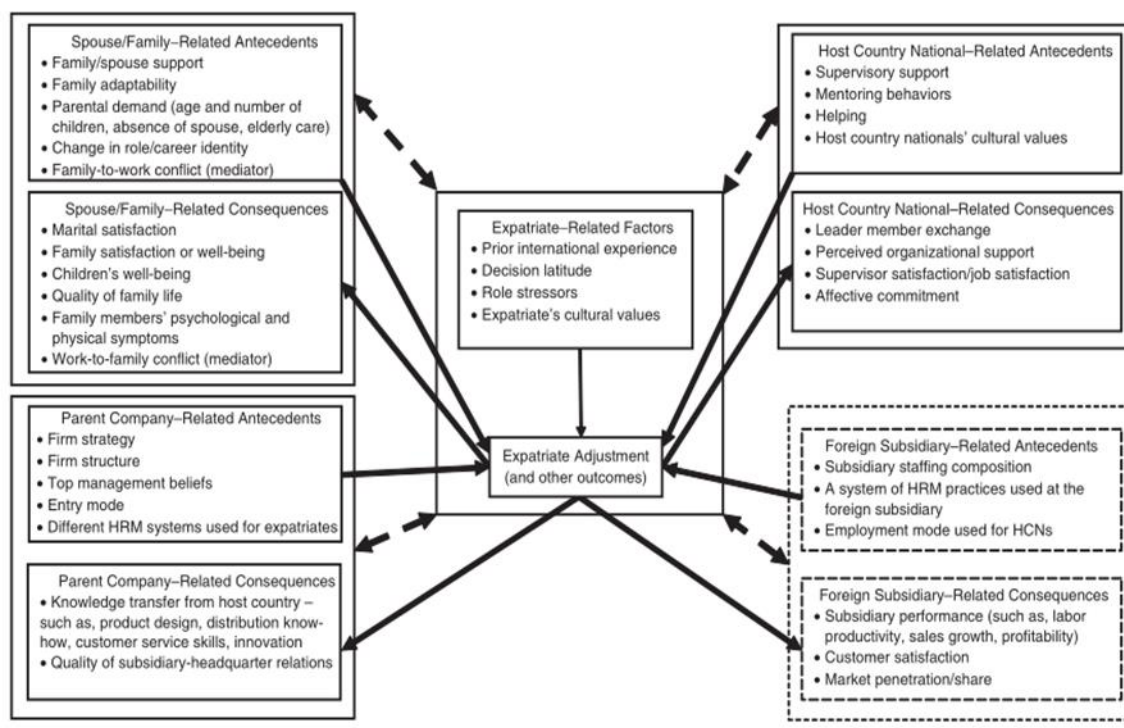 Spouse/Family–Related Antecedents
• Family/spouse support
• Family adaptability
• Parental demand (age and number of
children, absence of spouse, elderly care)
• Change in role/career identity
• Family-to-work conflict (mediator)
Spouse/Family–Related Consequences
• Marital satisfaction
• Family satisfaction or well-being
• Children's well-being
• Quality of family life
• Family members' psychological and
physical symptoms
• Work-to-family conflict (mediator)
Parent Company–Related Antecedents
• Firm strategy
• Firm structure
• Top management beliefs
• Entry mode
• Different HRM systems used for expatriates
Parent Company–Related Consequences
• Knowledge transfer from host country –
such as, product design, distribution know-
how, customer service skills, innovation
• Quality of subsidiary-headquarter relations
Expatriate–Related Factors
• Prior international experience
• Decision latitude
• Role stressors
• Expatriate's cultural values
Expatriate Adjustment
(and other outcomes)
Host Country National–Related Antecedents
• Supervisory support
• Mentoring behaviors
• Helping
• Host country nationals' cultural values
Host Country National–Related Consequences
• Leader member exchange
• Perceived organizational support
• Supervisor satisfaction/job satisfaction
• Affective commitment
Foreign Subsidiary–Related Antecedents
• Subsidiary staffing composition
• A system of HRM practices used at the
foreign subsidiary
• Employment mode used for HCNs
Foreign Subsidiary–Related Consequences
• Subsidiary performance (such as, labor
productivity, sales growth, profitability)
• Customer satisfaction
• Market penetration/share